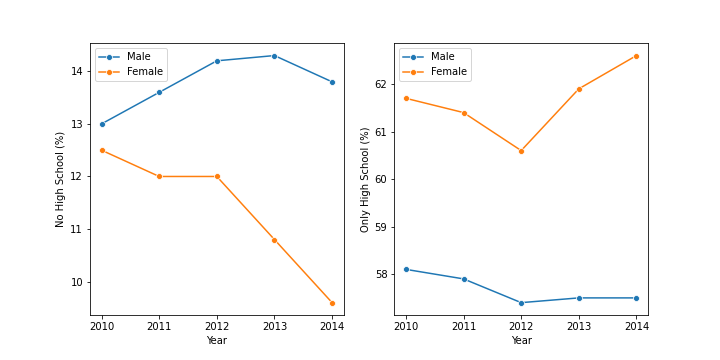 Male
Female
14
13
12
11
10
No High School (%)
2010 2011 2012 2013 2014
Year
Male
Female
62
61
60
59
58
Only High School (%)
2010 2011 2012 2013 2014
Year